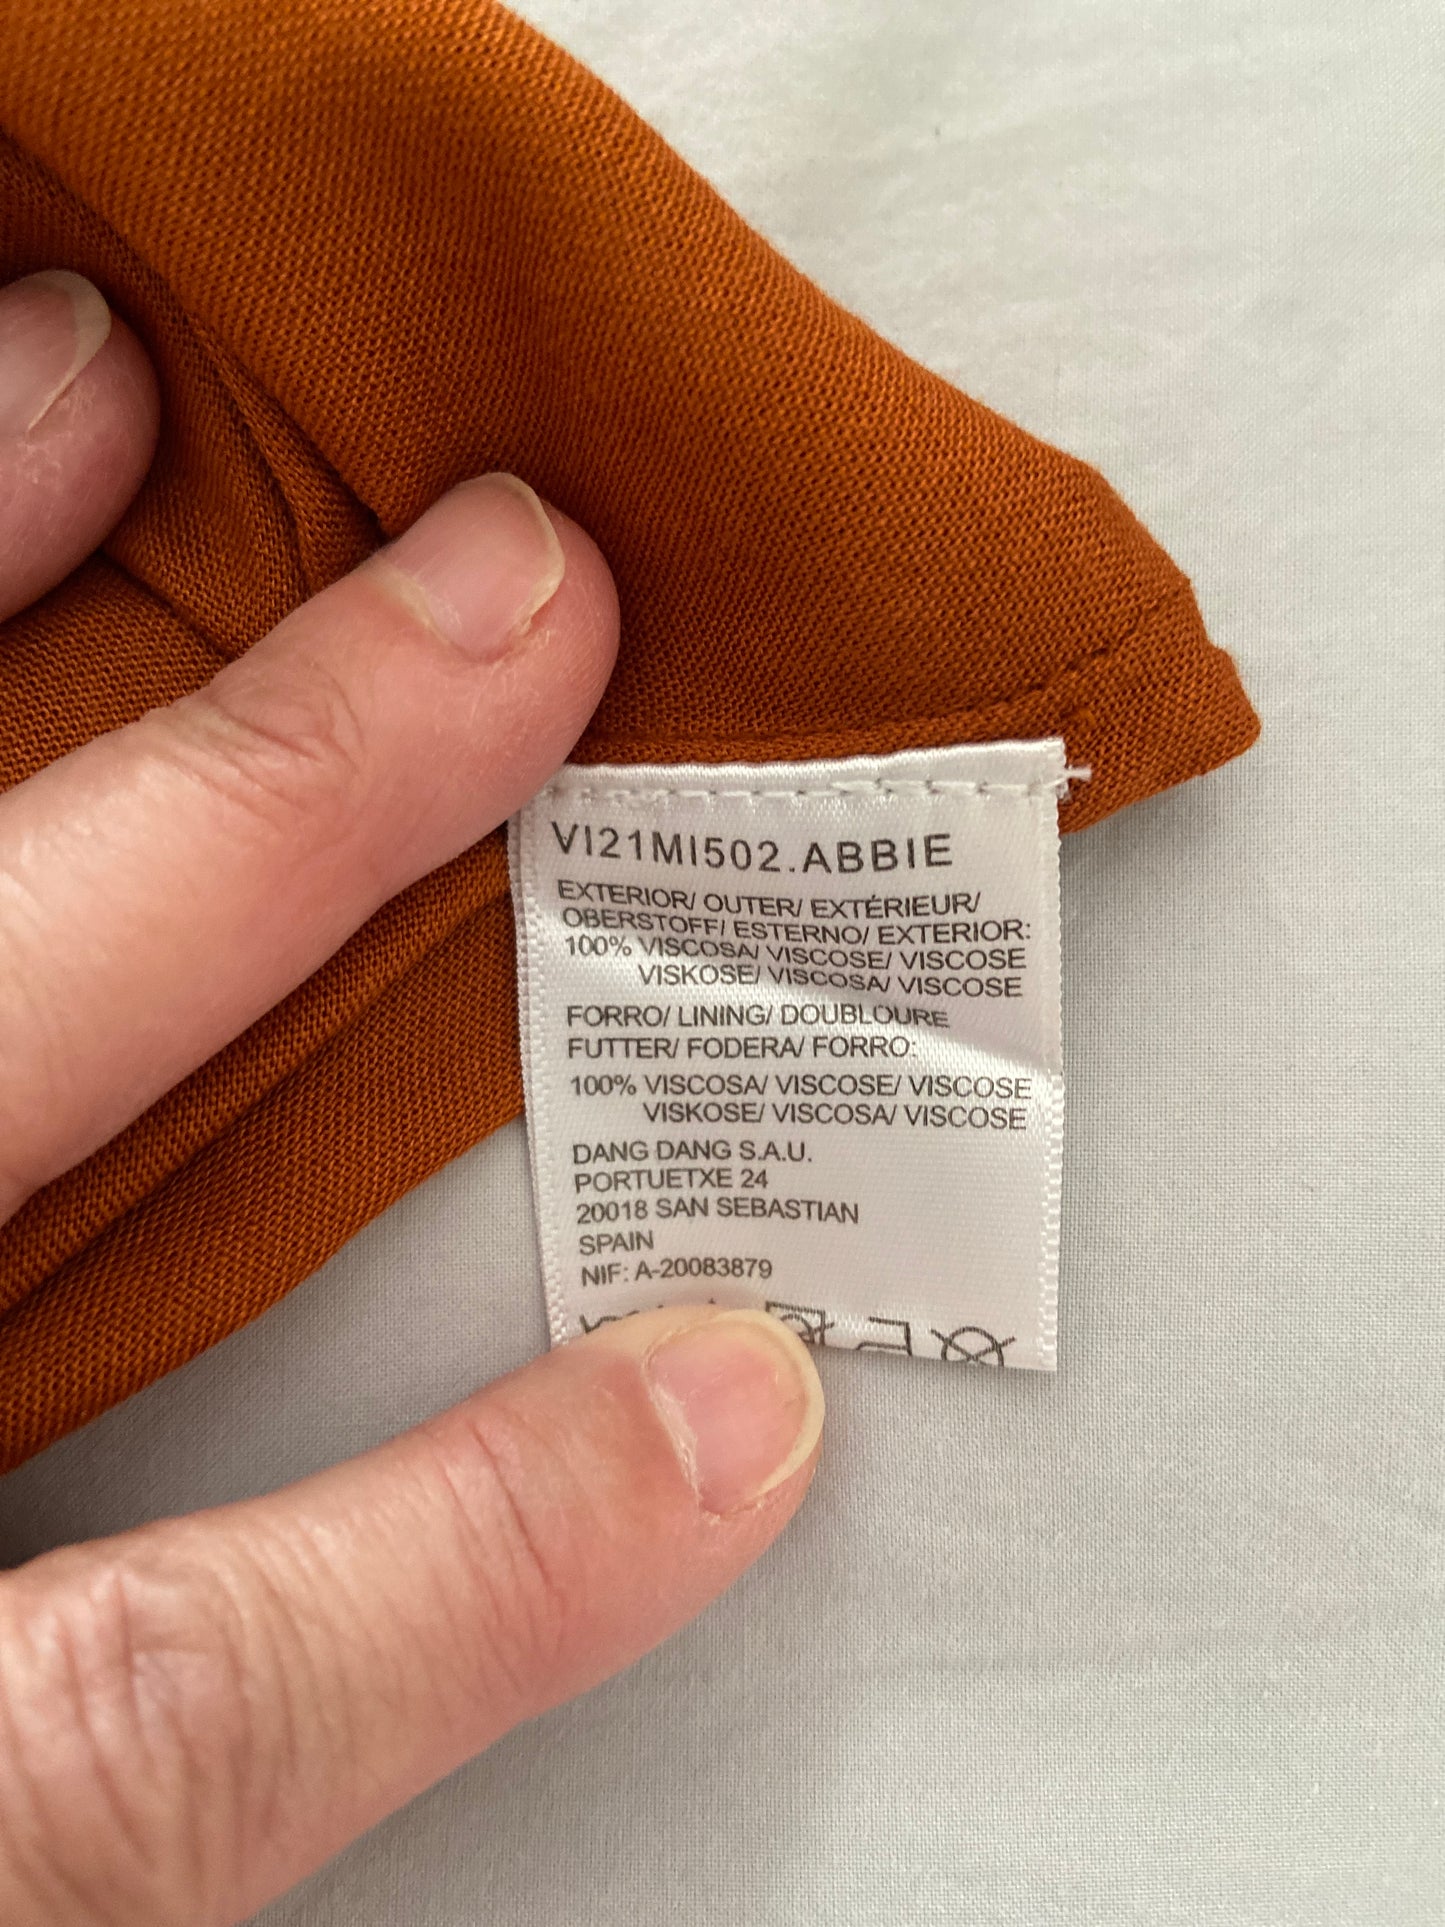 VI21MI502.ABBIE
EXTERIOR/ OUTER/ EXTÉRIEUR/
OBERSTOFF/ ESTERNO/ EXTERIOR:
100% VISCOSA/ VISCOSE/ VISCOSE
VISKOSE/ VISCOSA/ VISCOSE
FORRO/ LINING/ DOUBLOURE
FUTTER/ FODERA/ FORRO:
100% VISCOSA/ VISCOSE/ VISCOSE
VISKOSE/ VISCOSA/ VISCOSE
DANG DANG S.A.U.
PORTUETXE 24
20018 SAN SEBASTIAN
SPAIN
NIF: A-20083879